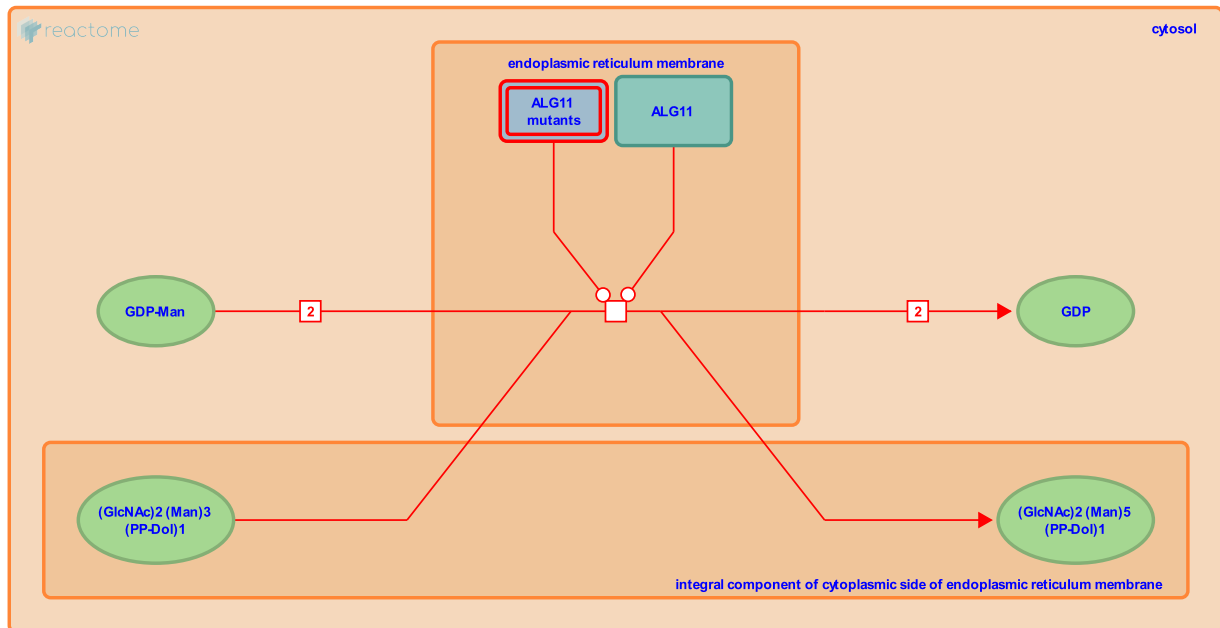 reactome
cytosol
endoplasmic reticulum membrane
ALG11
mutants
ALG11
GDP-Man
2
2
GDP
(GlcNAc)2 (Man)3
(PP-Dol)1
(GlcNAc)2 (Man)5
(PP-Dol)1
integral component of cytoplasmic side of endoplasmic reticulum membrane